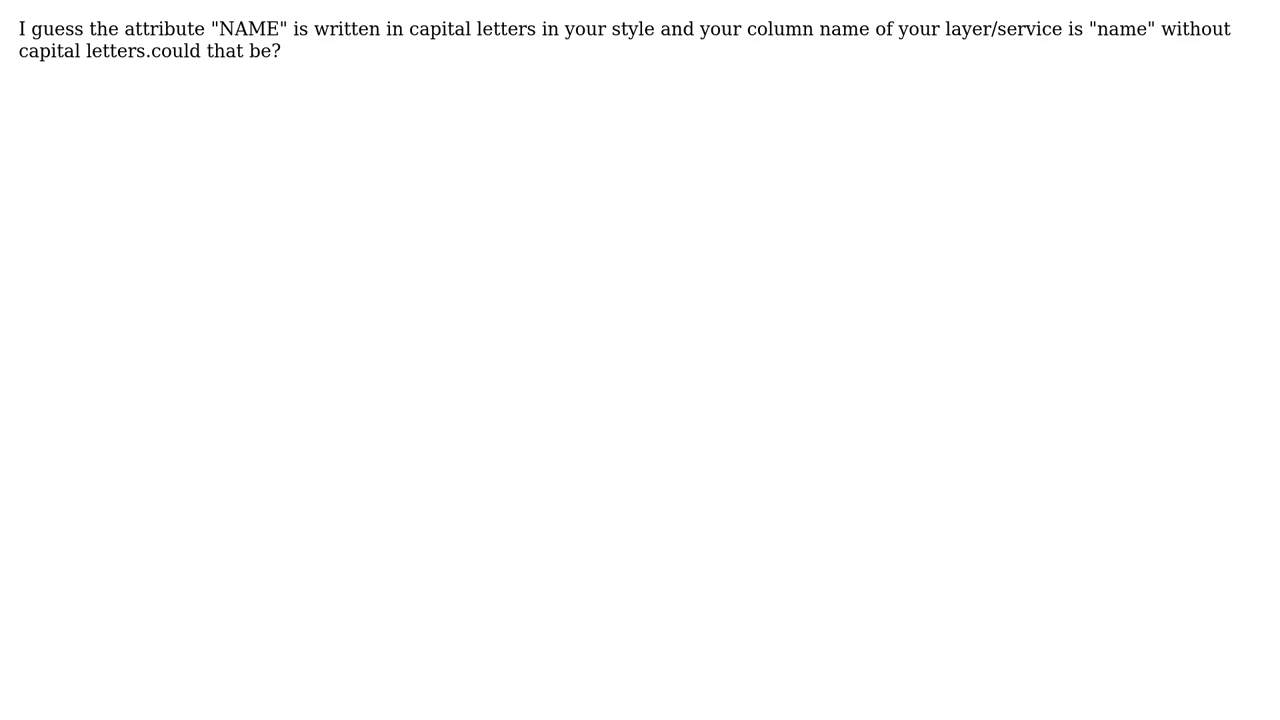 I guess the attribute "NAME" is written in capital letters in your style and your column name of your layer/service is "name" without
capital letters.could that be?